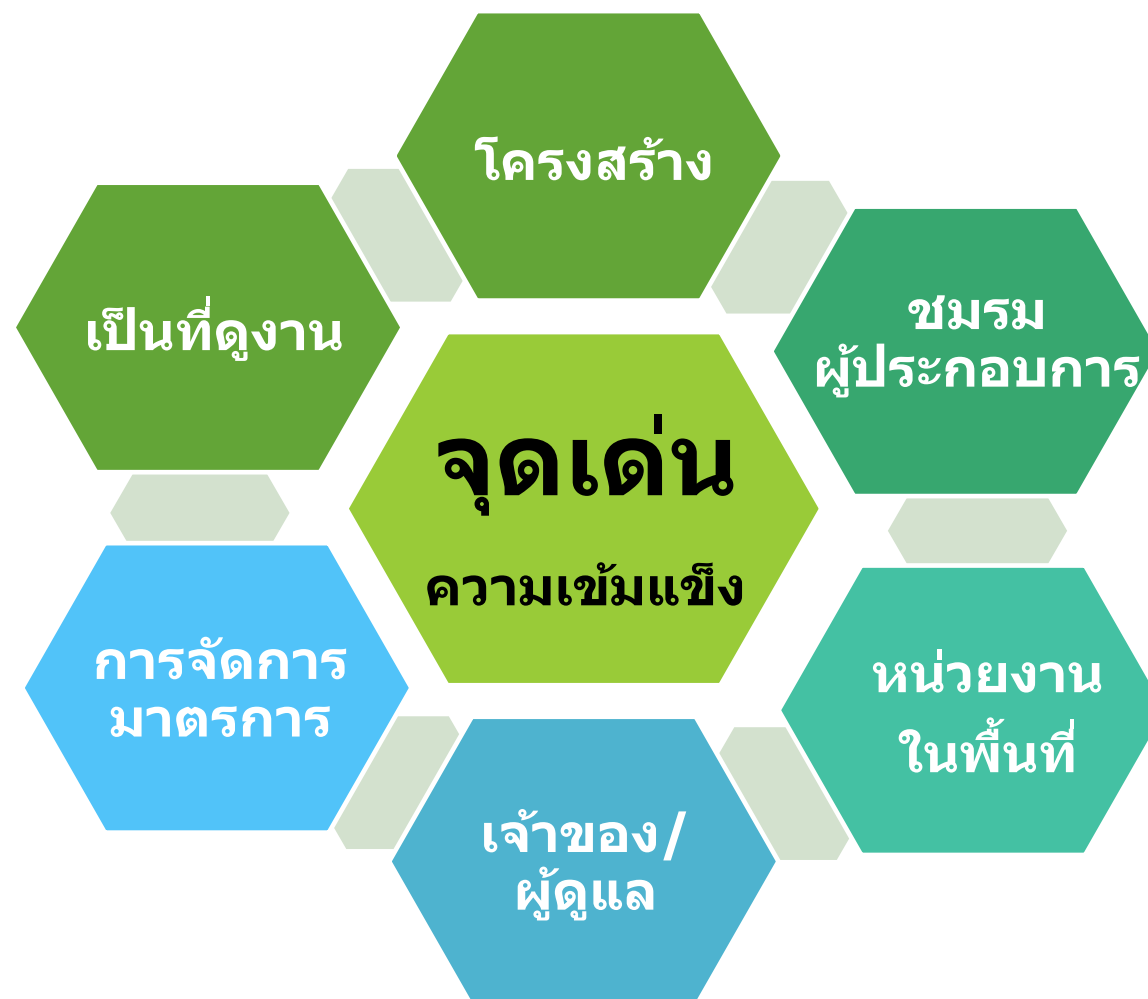 โครงสร้าง
ชมรม
ผู้ประกอบการ
หน่วยงาน
ในพื้นที่
เจ้าของ/
ผู้ดูแล
การจัดการ
มาตรการ
เป็นที่ดูงาน
จุดเด่น
ความเข้มแข็ง